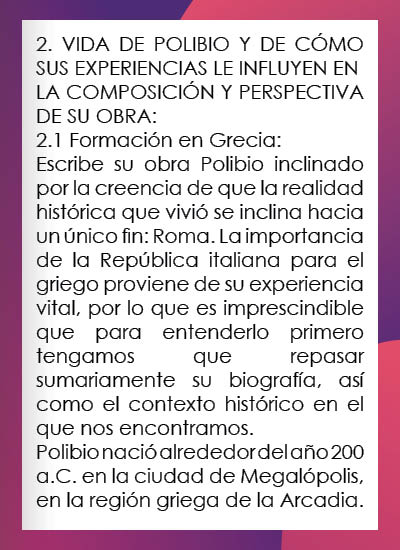 2. VIDA DE POLIBIO Y DE CÓMO
SUS EXPERIENCIAS LE INFLUYEN EN
LA COMPOSICIÓN Y PERSPECTIVA
DE SU OBRA:
2.1 Formación en Grecia:
Escribe su obra Polibio inclinado
por la creencia de que la realidad
histórica que vivió se inclina hacia
un único fin: Roma. La importancia
de la República italiana para el
griego proviene de su experiencia
vital, por lo que es imprescindible
que para entenderlo primero
tengamos que repasar
sumariamente su biografía, así
como el contexto histórico en el
que nos encontramos.
Polibio nació alrededor del año 200
a.C. en la ciudad de Megalópolis,
en la región griega de la Arcadia.